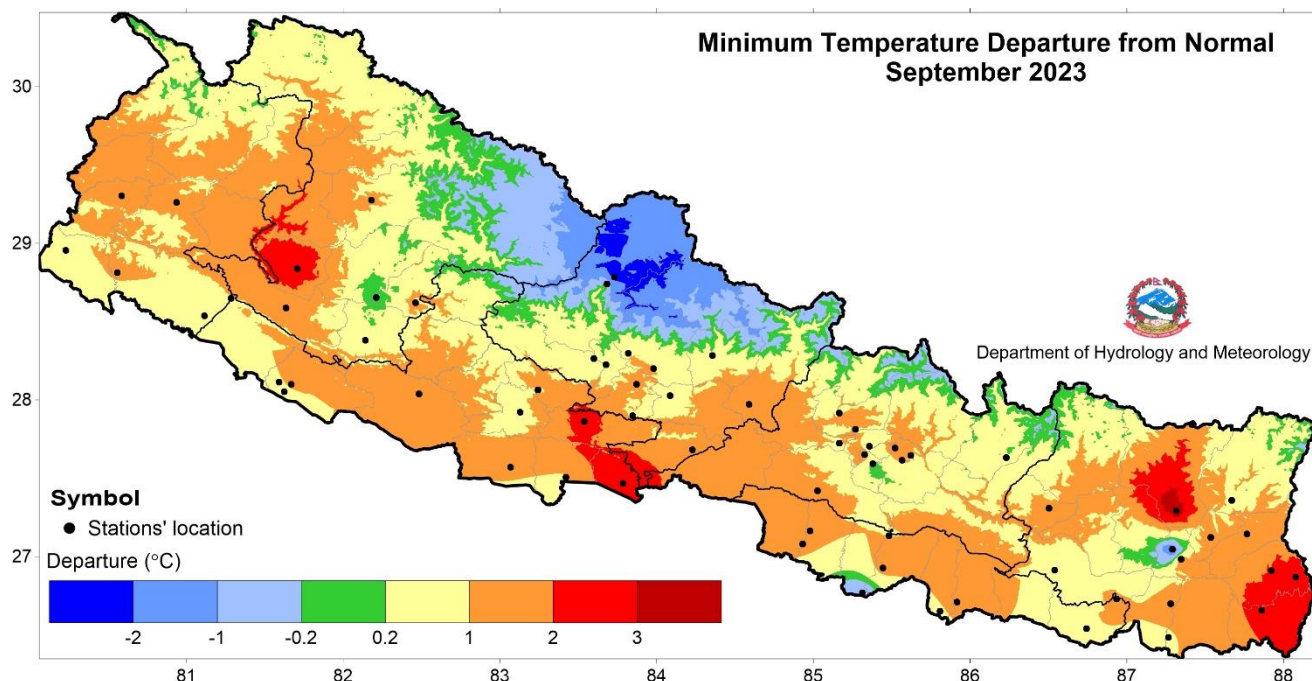 Minimum Temperature Departure from Normal
September 2023
30
29
28
27
Department of Hydrology and Meteorology
Symbol
Stations' location
Departure (°C)
-2 -1 -0.2 0.2 1 2 3
81 82 83 84 85 86 87 88